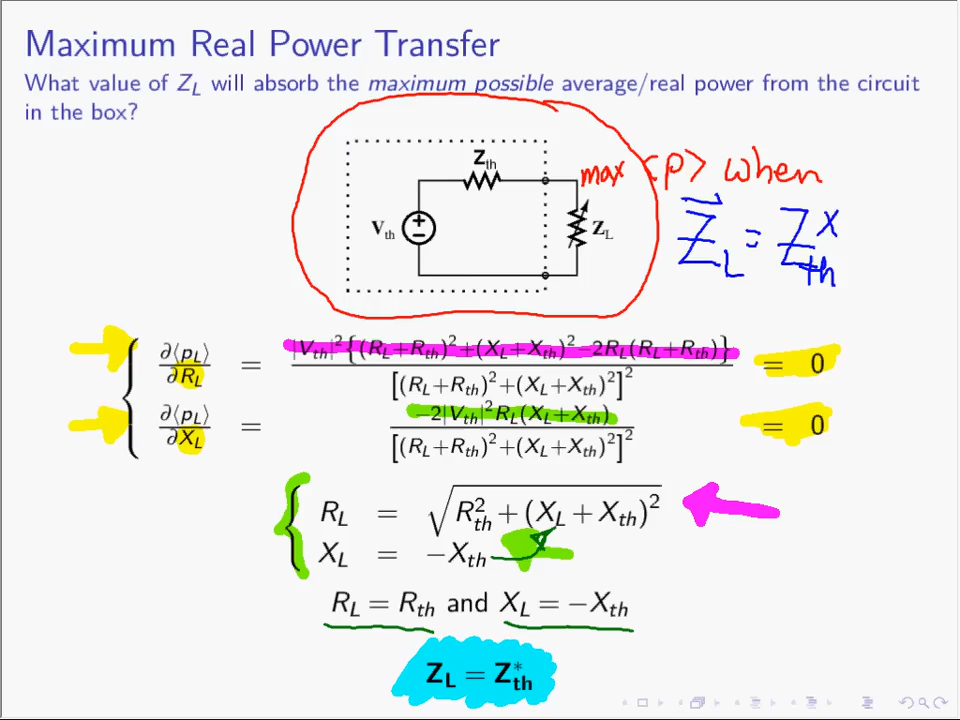 Maximum Real Power Transfer
What value of Z_L will absorb the maximum possible average/real power from the circuit
in the box?
Z_th
max <p> when
V_th
Z_L
Z_L = Z_th^x
∂⟨p_L⟩/∂R_L = |V_th|^2{(R_L+R_th)^2+(X_L+X_th)^2−2R_L(R_L+R_th)}/[(R_L+R_th)^2+(X_L+X_th)^2]^2 = 0
∂⟨p_L⟩/∂X_L = −2|V_th|^2R_L(X_L+X_th)/[(R_L+R_th)^2+(X_L+X_th)^2]^2 = 0
R_L = √(R_th^2 + (X_L + X_th)^2)
X_L = −X_th
R_L = R_th and X_L = −X_th
Z_L = Z_th^*